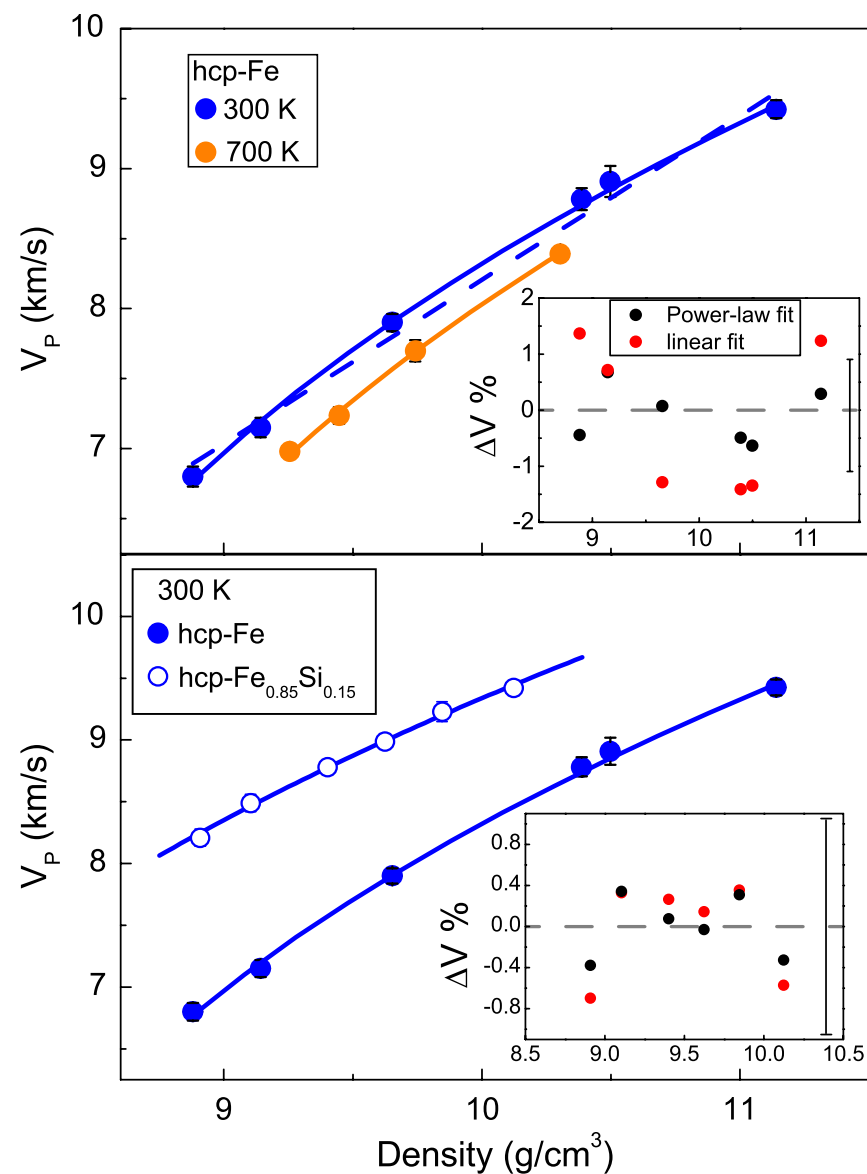 10
9
8
7
V_P (km/s)
hcp-Fe
300 K
700 K
2
1
0
-1
-2
ΔV %
Power-law fit
linear fit
9
10
11
10
9
8
7
V_P (km/s)
300 K
hcp-Fe
hcp-Fe_0.85Si_0.15
0.8
0.4
0.0
-0.4
-0.8
ΔV %
8.5
9.0
9.5
10.0
10.5
9
10
11
Density (g/cm³)